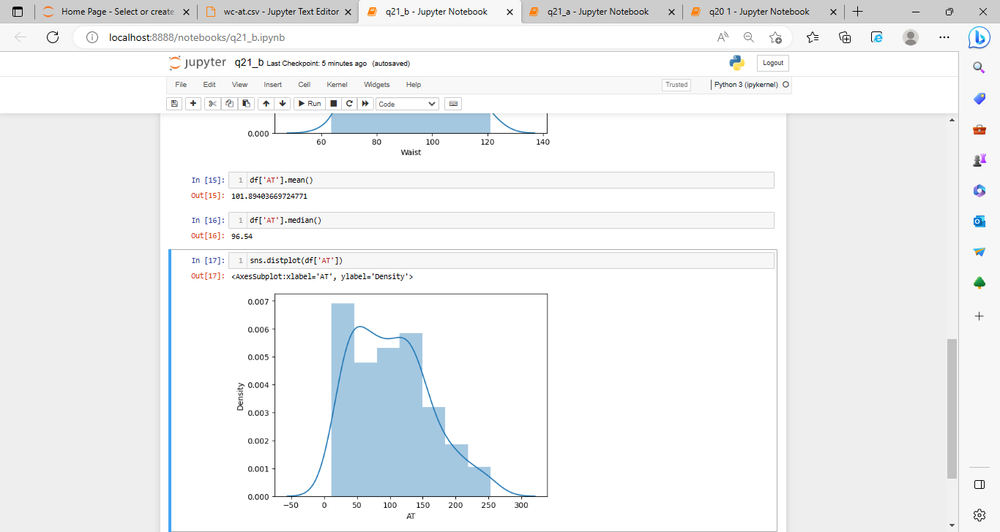 Home Page - Select or create
wc-at.csv - Jupyter Text Editor
q21_b - Jupyter Notebook
q21_a - Jupyter Notebook
q20 1 - Jupyter Notebook
localhost:8888/notebooks/q21_b.ipynb
jupyter q21_b Last Checkpoint: 5 minutes ago (autosaved)
Logout
File Edit View Insert Cell Kernel Widgets Help
Trusted
Python 3 (ipykernel)
Run
Code
0.000
60 80 100 120 140
Waist
In [15]: 1 df['AT'].mean()
Out[15]: 101.89403669724771
In [16]: 1 df['AT'].median()
Out[16]: 96.54
In [17]: 1 sns.distplot(df['AT'])
Out[17]: <AxesSubplot:xlabel='AT', ylabel='Density'>
0.007
0.006
0.005
0.004
Density
0.003
0.002
0.001
0.000
−50 0 50 100 150 200 250 300
AT